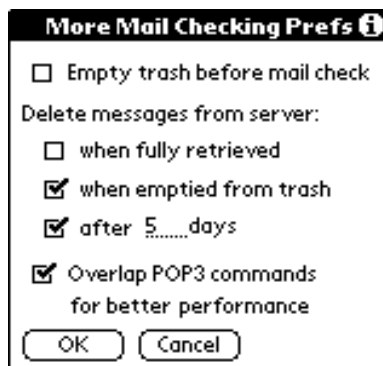 More Mail Checking Prefs i
Empty trash before mail check
Delete messages from server:
when fully retrieved
when emptied from trash
after 5 days
Overlap POP3 commands
for better performance
OK Cancel